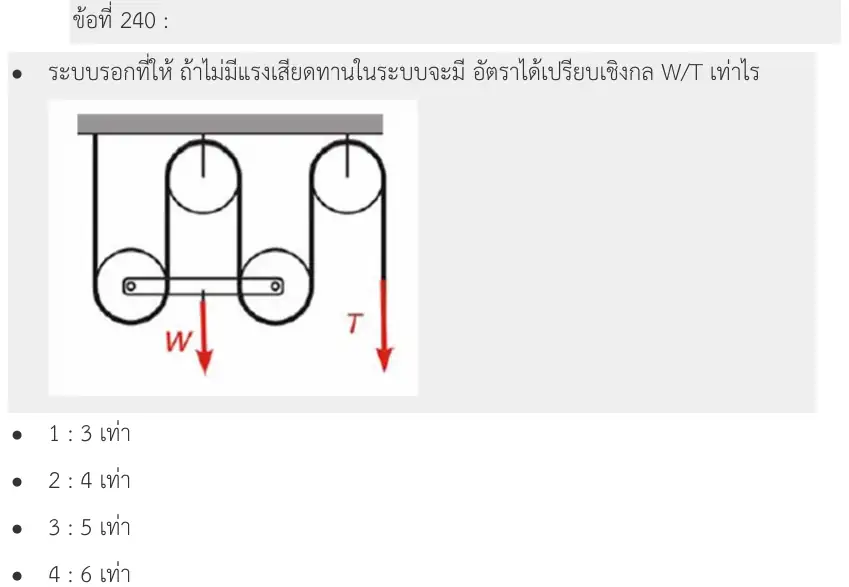 ข้อที่ 240 :
• ระบบรอกที่ให้ ถ้าไม่มีแรงเสียดทานในระบบจะมี อัตราได้เปรียบเชิงกล W/T เท่าไร
T
W
• 1 : 3 เท่า
• 2 : 4 เท่า
• 3 : 5 เท่า
• 4 : 6 เท่า